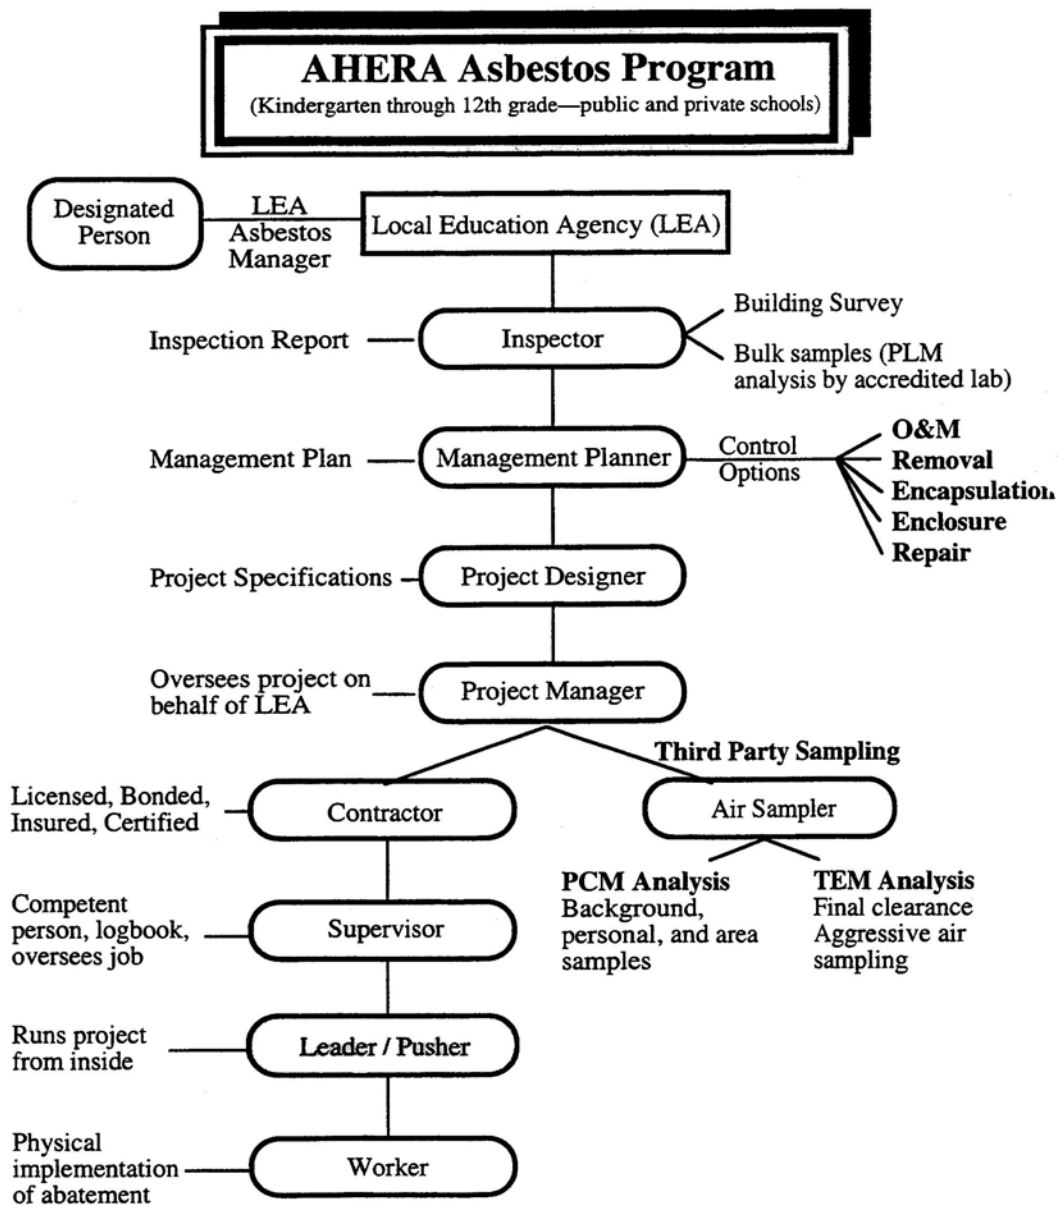 AHERA Asbestos Program
(Kindergarten through 12th grade—public and private schools)
Designated
Person
LEA
Asbestos
Manager
Local Education Agency (LEA)
Inspection Report
Inspector
Building Survey
Bulk samples (PLM
analysis by accredited lab)
Management Plan
Management Planner
Control
Options
O&M
Removal
Encapsulation
Enclosure
Repair
Project Specifications
Project Designer
Oversees project on
behalf of LEA
Project Manager
Third Party Sampling
Licensed, Bonded,
Insured, Certified
Contractor
Air Sampler
PCM Analysis
Background,
personal, and area
samples
TEM Analysis
Final clearance
Aggressive air
sampling
Competent
person, logbook,
oversees job
Supervisor
Runs project
from inside
Leader / Pusher
Physical
implementation
of abatement
Worker